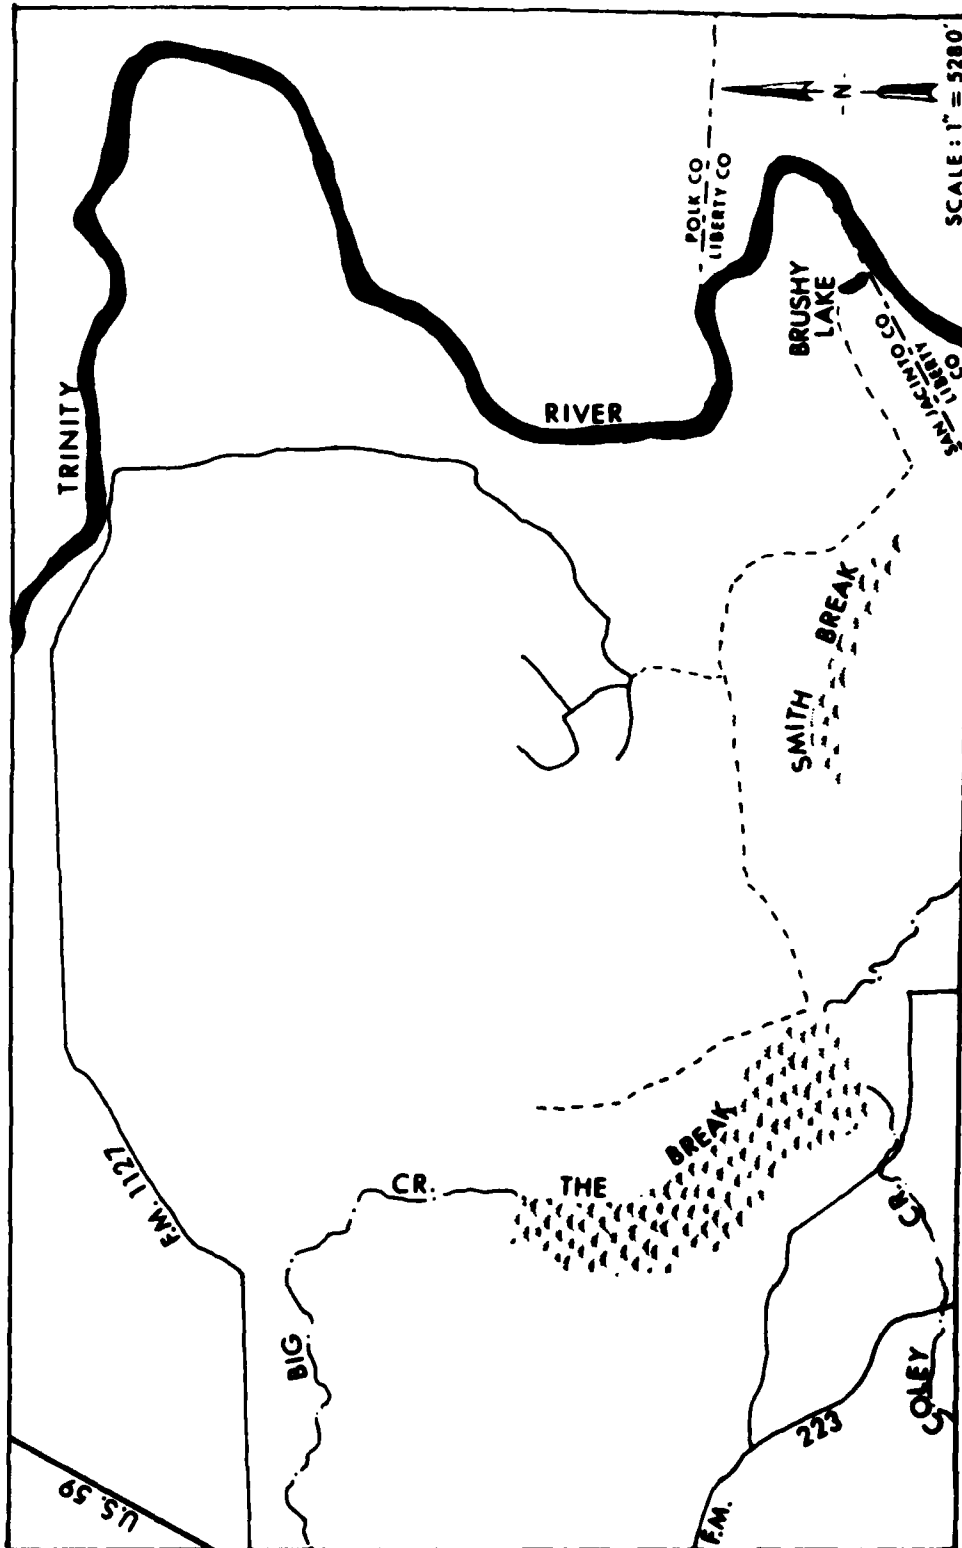 TRINITY
RIVER
POLK CO
LIBERTY CO
-N-
SCALE: 1" = 5280'
BRUSHY
LAKE
SAN JACINTO CO
LIBERTY CO
SMITH BREAK
F.M. 1127
U.S. 59
BIG CR.
THE BREAK
F.M. 223
COLEY CR.